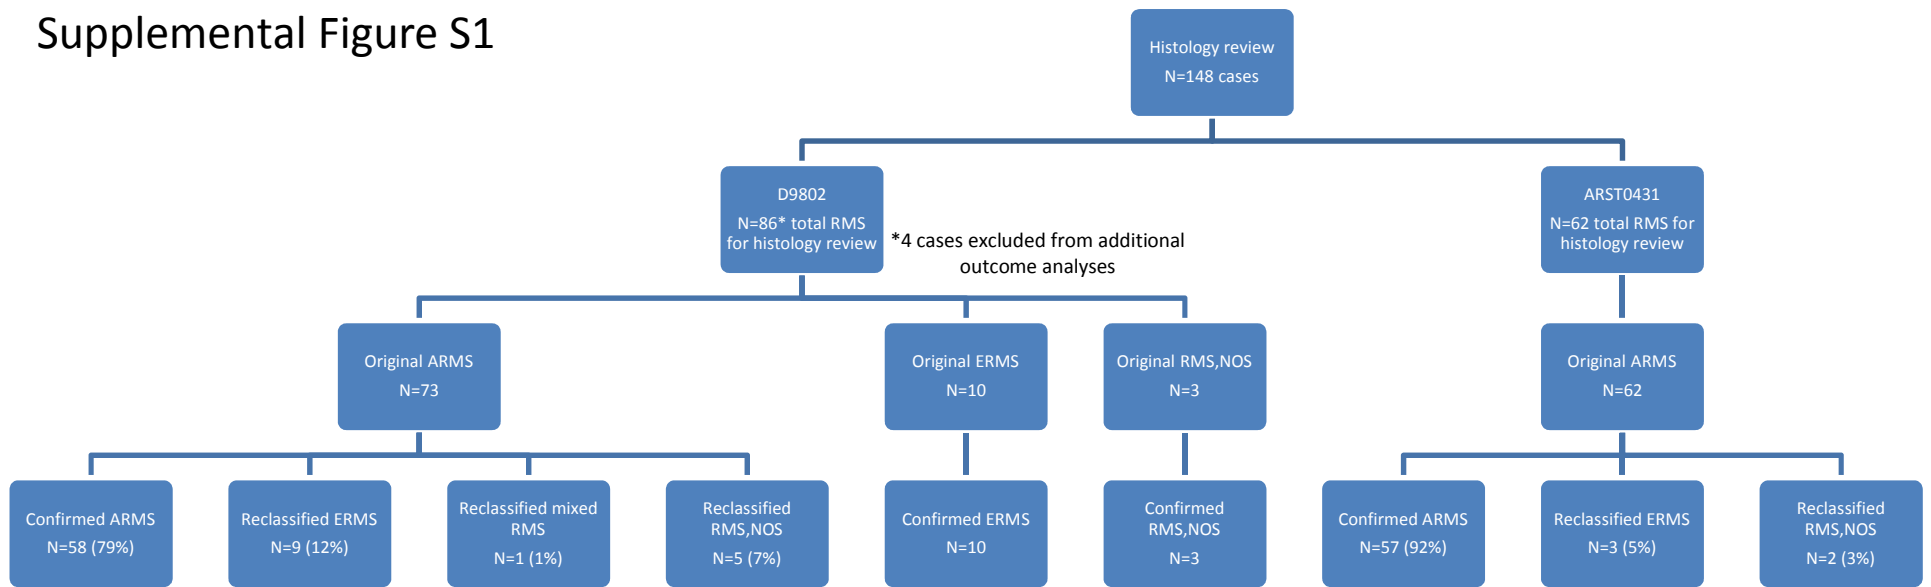 Supplemental Figure S1
Histology review
N=148 cases
D9802
N=86* total RMS
for histology review
*4 cases excluded from additional
outcome analyses
ARST0431
N=62 total RMS for
histology review
Original ARMS
N=73
Original ERMS
N=10
Original RMS,NOS
N=3
Original ARMS
N=62
Confirmed ARMS
N=58 (79%)
Reclassified ERMS
N=9 (12%)
Reclassified mixed
RMS
N=1 (1%)
Reclassified
RMS,NOS
N=5 (7%)
Confirmed ERMS
N=10
Confirmed
RMS,NOS
N=3
Confirmed ARMS
N=57 (92%)
Reclassified ERMS
N=3 (5%)
Reclassified
RMS,NOS
N=2 (3%)